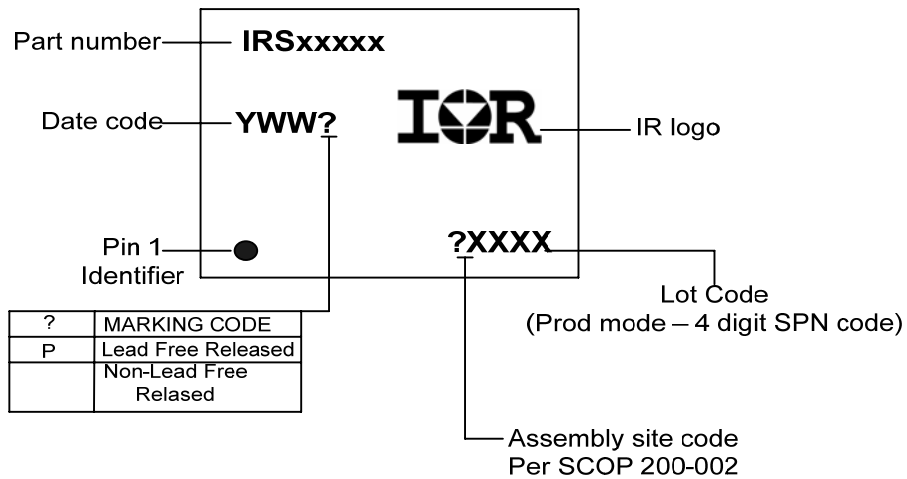 Part number
IRSxxxxx
Date code
YWW?
IOR
IR logo
Pin 1
Identifier
?XXXX
Lot Code
(Prod mode – 4 digit SPN code)
? MARKING CODE
P Lead Free Released
Non-Lead Free
Relased
Assembly site code
Per SCOP 200-002